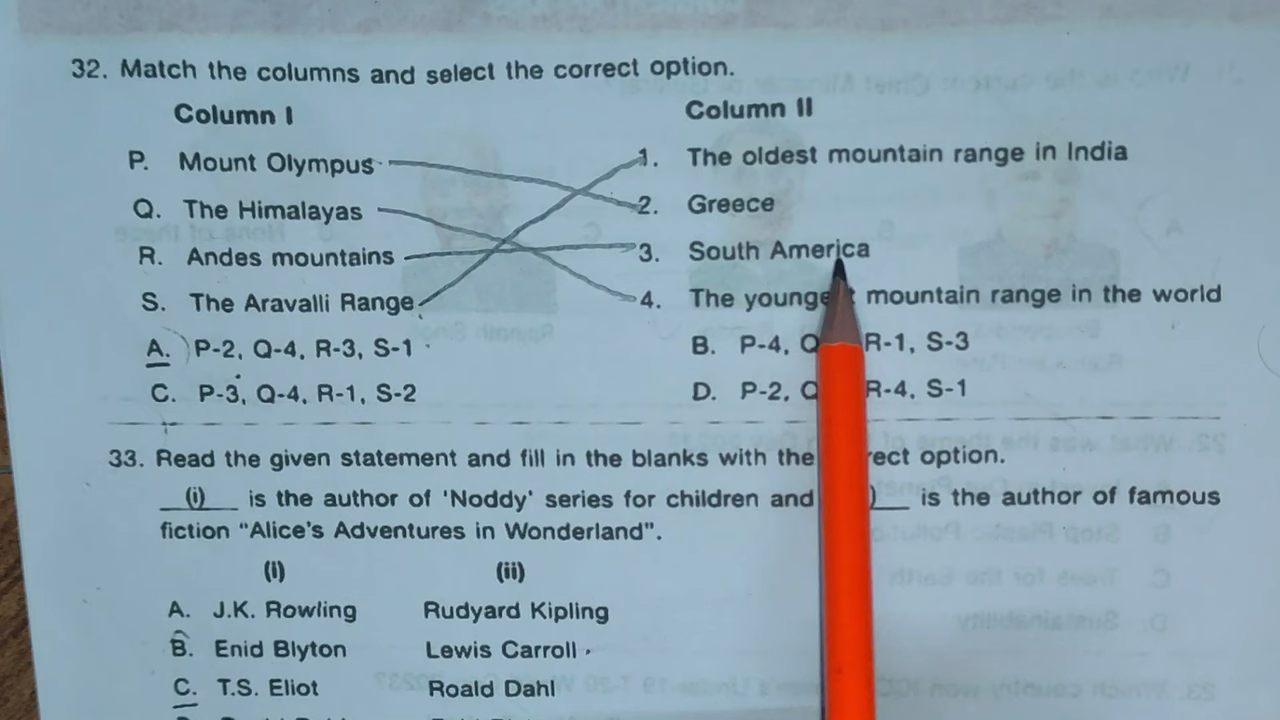 32. Match the columns and select the correct option.
Column I Column II
P. Mount Olympus 1. The oldest mountain range in India
Q. The Himalayas 2. Greece
R. Andes mountains 3. South America
S. The Aravalli Range 4. The mountain range in the world
A. P-2, Q-4, R-3, S-1 B. P-4, Q R-1, S-3
C. P-3, Q-4, R-1, S-2 D. P-2, Q R-4, S-1
33. Read the given statement and fill in the blanks with the option.
(i) is the author of 'Noddy' series for children and is the author of famous
fiction "Alice's Adventures in Wonderland".
(i) (ii)
A. J.K. Rowling Rudyard Kipling
B. Enid Blyton Lewis Carroll
C. T.S. Eliot Roald Dahl